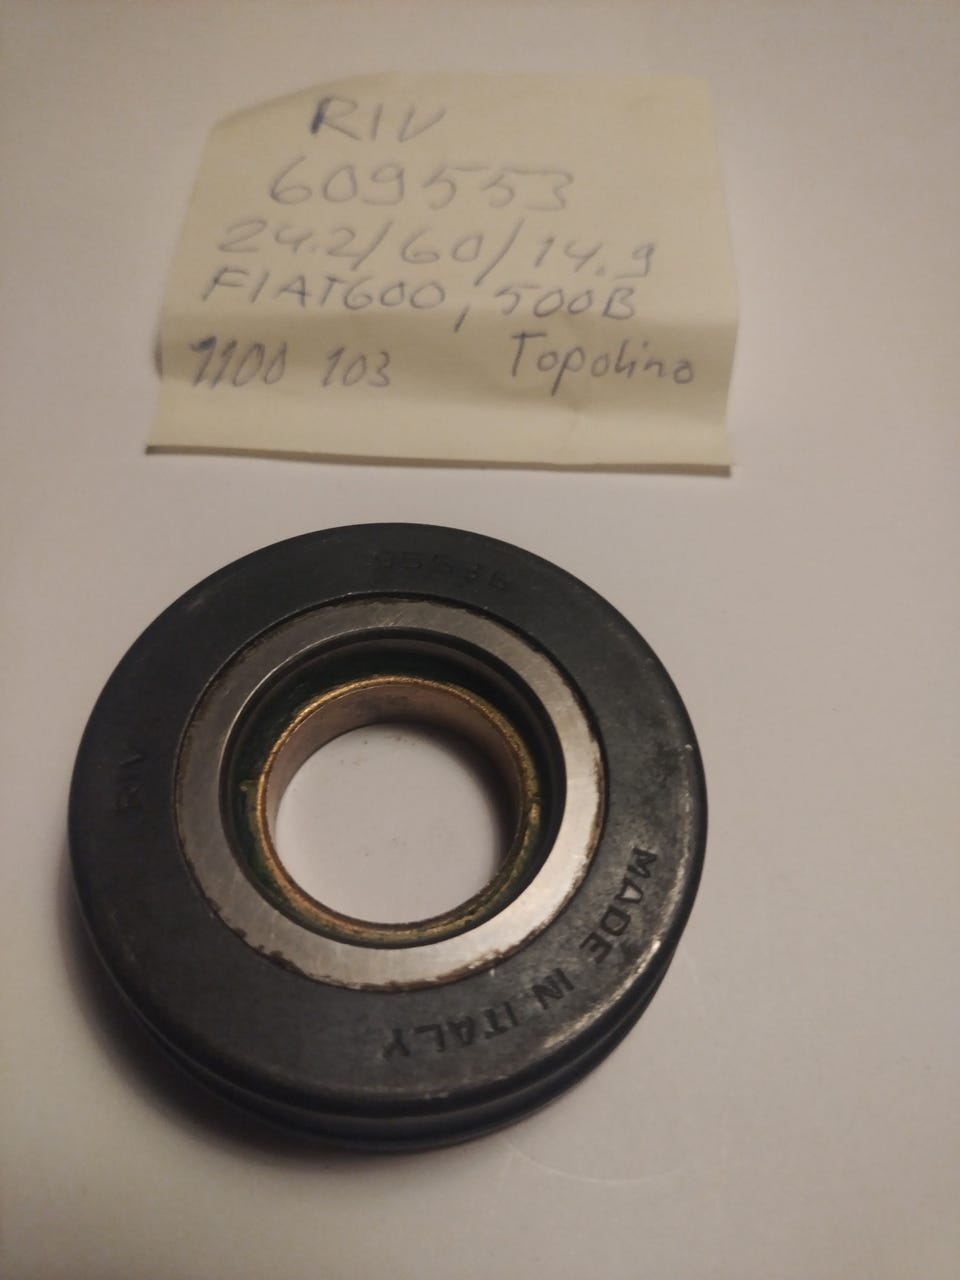 RIV
609553
24.2/60/14.9
FIAT600, 500B
1100 103 Topolino
RIV
MADE IN ITALY